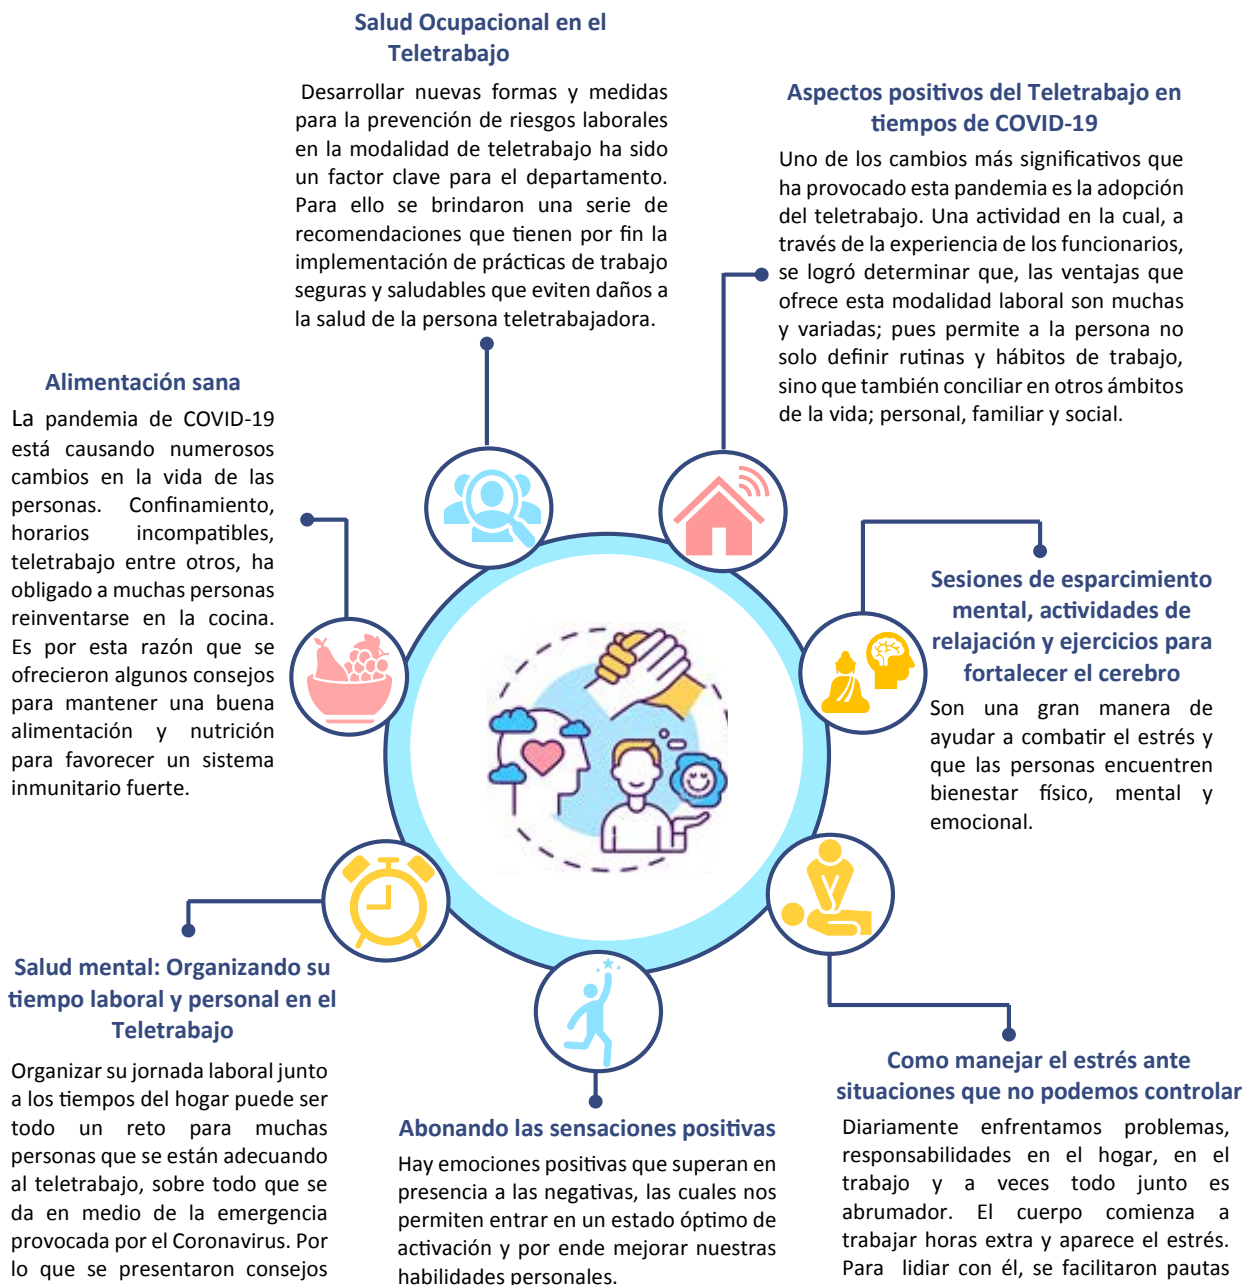 Salud Ocupacional en el
Teletrabajo
Desarrollar nuevas formas y medidas
para la prevención de riesgos laborales
en la modalidad de teletrabajo ha sido
un factor clave para el departamento.
Para ello se brindaron una serie de
recomendaciones que tienen por fin la
implementación de prácticas de trabajo
seguras y saludables que eviten daños a
la salud de la persona teletrabajadora.
Aspectos positivos del Teletrabajo en
tiempos de COVID-19
Uno de los cambios más significativos que
ha provocado esta pandemia es la adopción
del teletrabajo. Una actividad en la cual, a
través de la experiencia de los funcionarios,
se logró determinar que, las ventajas que
ofrece esta modalidad laboral son muchas
y variadas; pues permite a la persona no
solo definir rutinas y hábitos de trabajo,
sino que también conciliar en otros ámbitos
de la vida; personal, familiar y social.
Alimentación sana
La pandemia de COVID-19
está causando numerosos
cambios en la vida de las
personas. Confinamiento,
horarios incompatibles,
teletrabajo entre otros, ha
obligado a muchas personas
reinventarse en la cocina.
Es por esta razón que se
ofrecieron algunos consejos
para mantener una buena
alimentación y nutrición
para favorecer un sistema
inmunitario fuerte.
Sesiones de esparcimiento
mental, actividades de
relajación y ejercicios para
fortalecer el cerebro
Son una gran manera de
ayudar a combatir el estrés y
que las personas encuentren
bienestar físico, mental y
emocional.
Salud mental: Organizando su
tiempo laboral y personal en el
Teletrabajo
Organizar su jornada laboral junto
a los tiempos del hogar puede ser
todo un reto para muchas
personas que se están adecuando
al teletrabajo, sobre todo que se
da en medio de la emergencia
provocada por el Coronavirus. Por
lo que se presentaron consejos
Abonando las sensaciones positivas
Hay emociones positivas que superan en
presencia a las negativas, las cuales nos
permiten entrar en un estado óptimo de
activación y por ende mejorar nuestras
habilidades personales.
Como manejar el estrés ante
situaciones que no podemos controlar
Diariamente enfrentamos problemas,
responsabilidades en el hogar, en el
trabajo y a veces todo junto es
abrumador. El cuerpo comienza a
trabajar horas extra y aparece el estrés.
Para lidiar con él, se facilitaron pautas